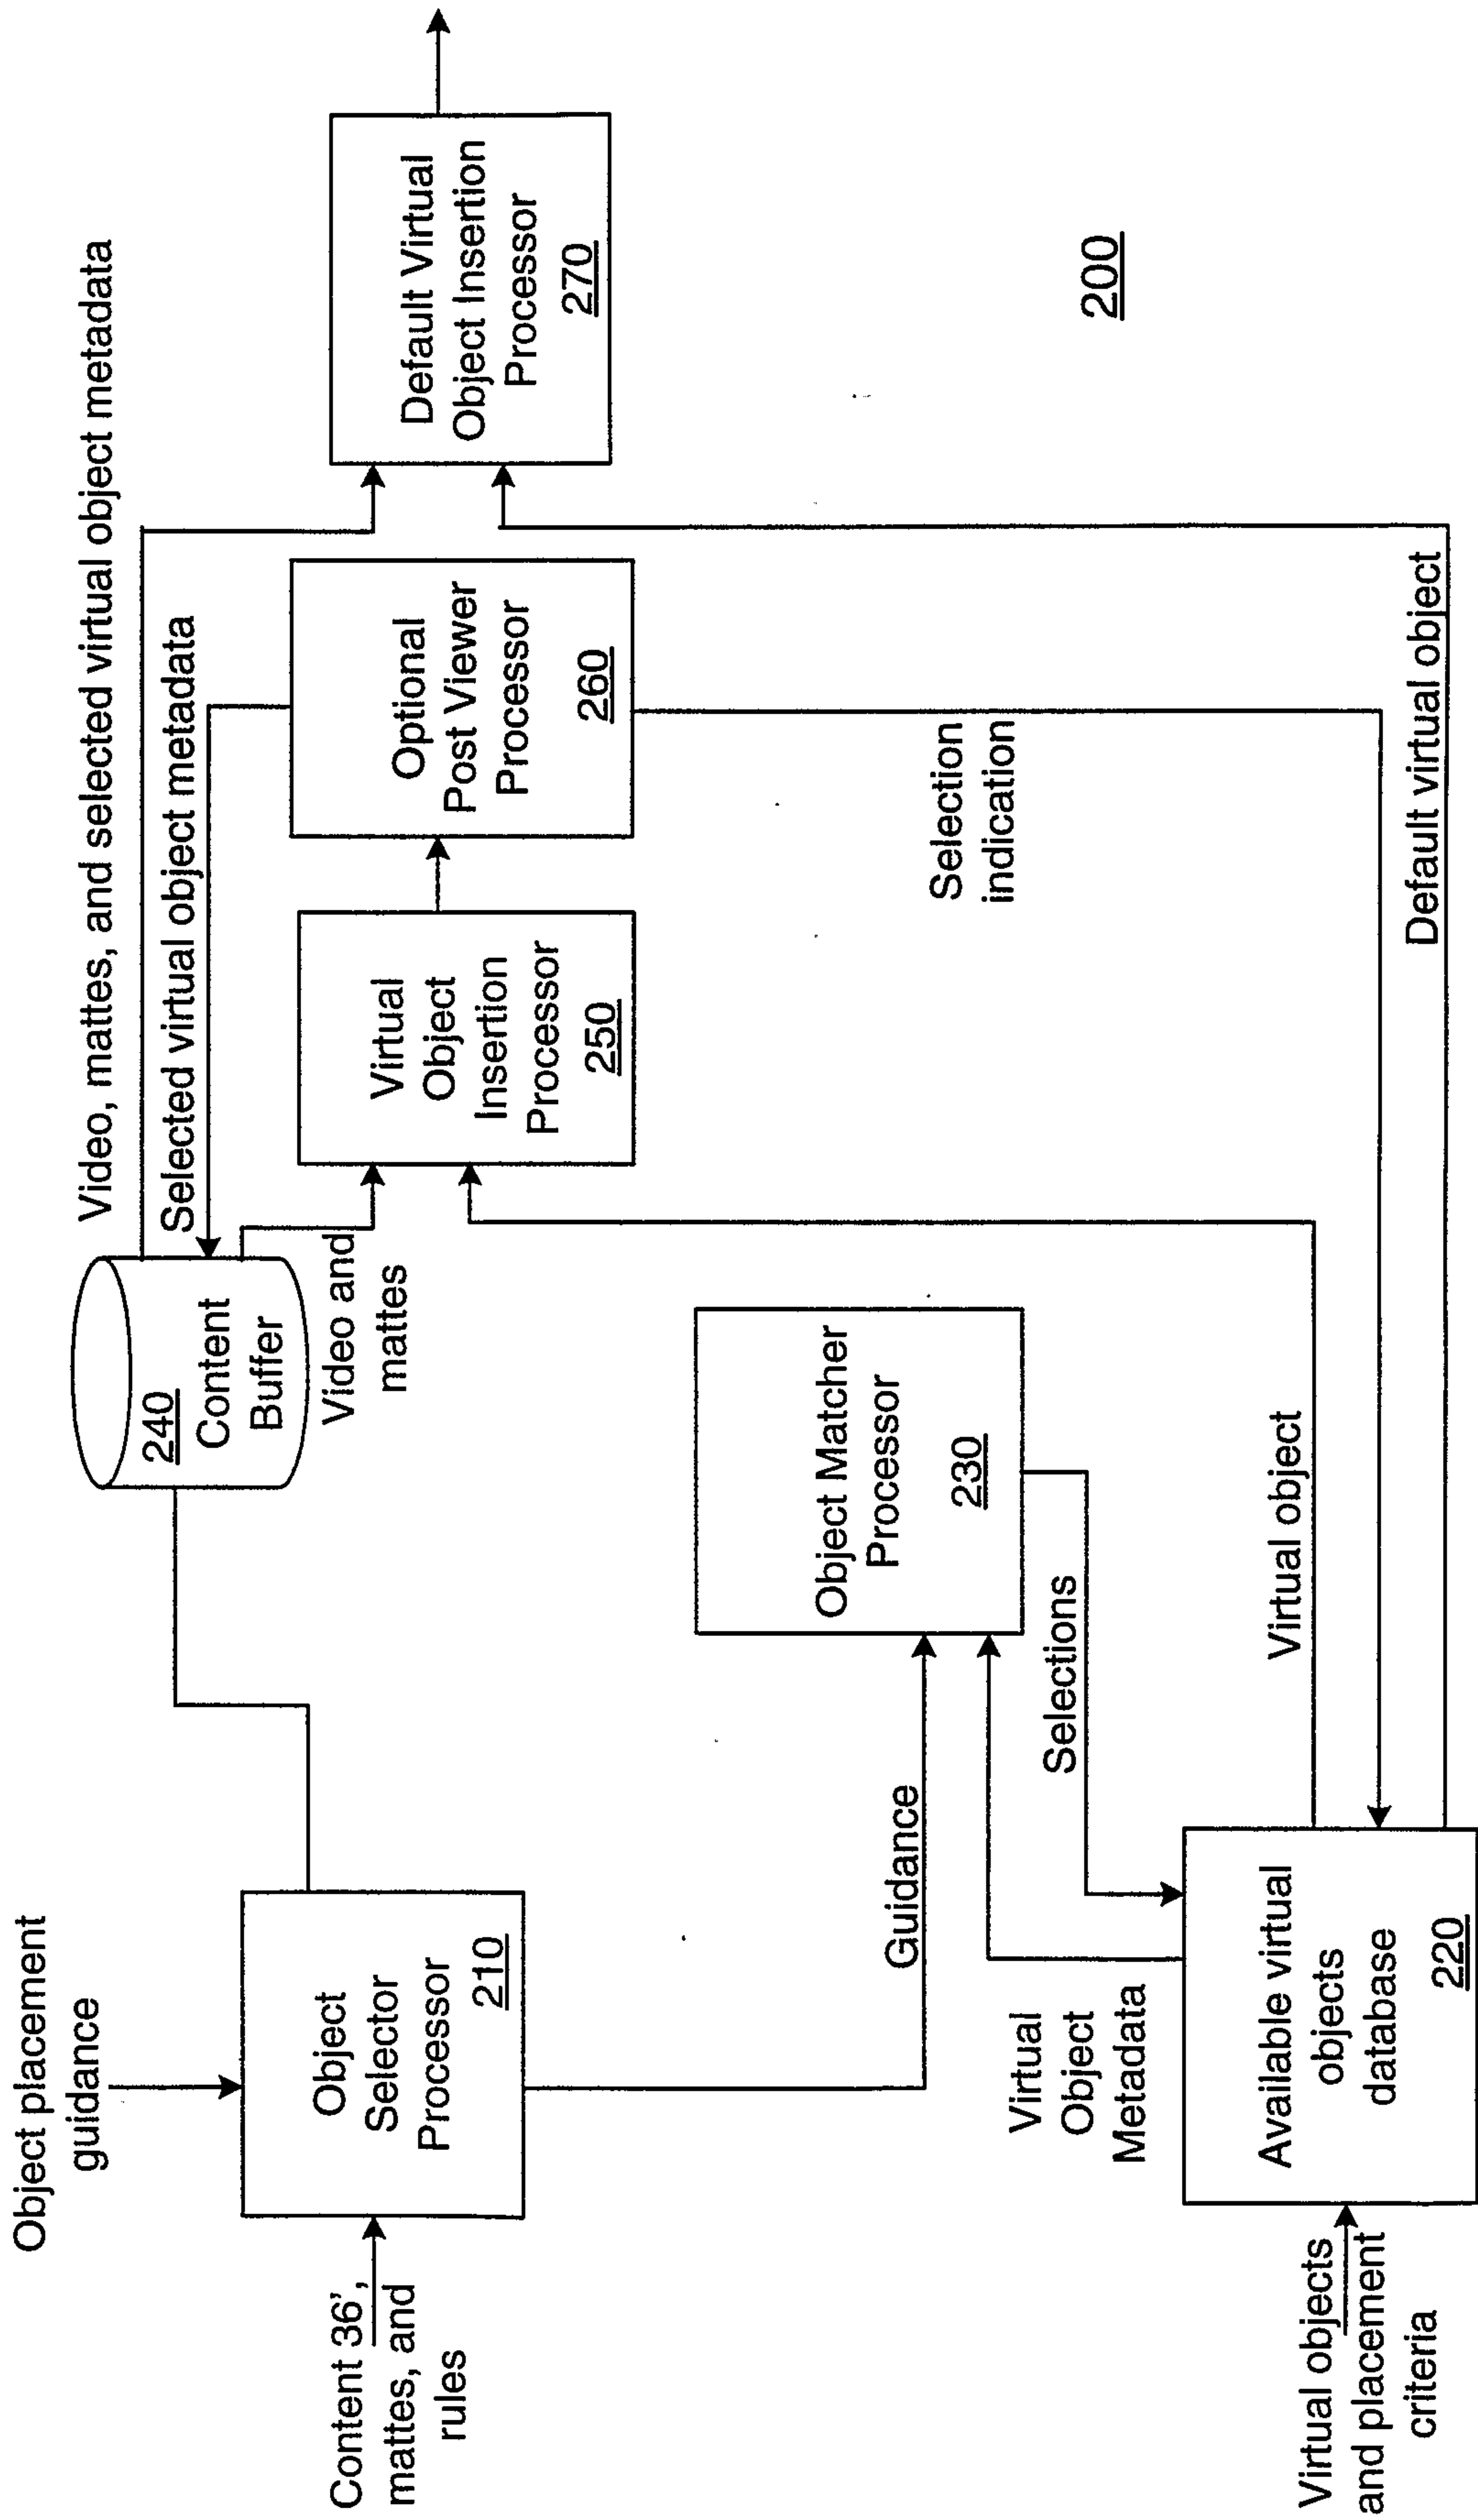 Object placement
guidance
Content 36',
mattes, and
rules
Object
Selector
Processor
210
Guidance
Virtual
Object
Metadata
Selections
Virtual objects
and placement
criteria
Available virtual
objects
database
220
Object Matcher
Processor
230
240
Content
Buffer
Video and
mattes
Virtual object
Video, mattes, and selected virtual object metadata
Selected virtual object metadata
Virtual
Object
Insertion
Processor
250
Optional
Post Viewer
Processor
260
Selection
indication
Default virtual object
Default Virtual
Object Insertion
Processor
270
200